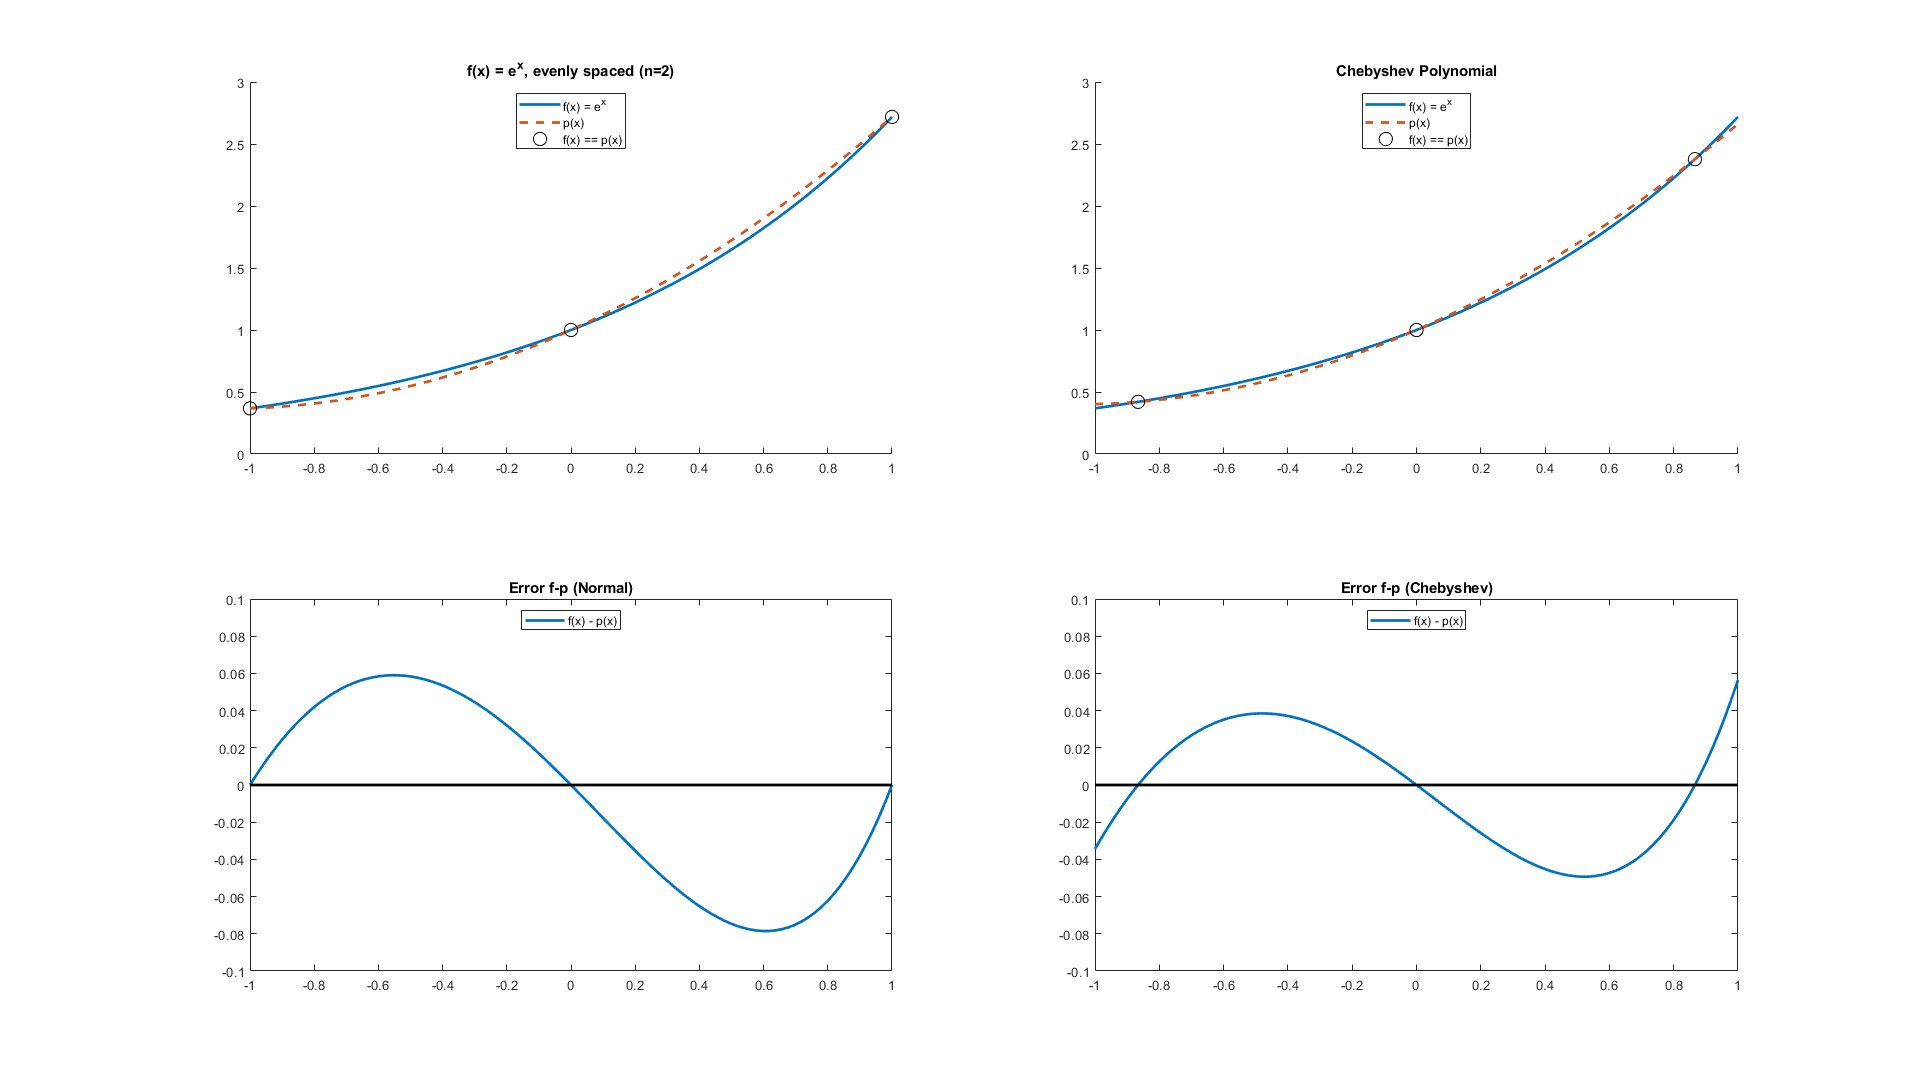 f(x) = e^x, evenly spaced (n=2)
f(x) = e^x
p(x)
f(x) == p(x)
3
2.5
2
1.5
1
0.5
0
-1 -0.8 -0.6 -0.4 -0.2 0 0.2 0.4 0.6 0.8 1
Chebyshev Polynomial
f(x) = e^x
p(x)
f(x) == p(x)
3
2.5
2
1.5
1
0.5
0
-1 -0.8 -0.6 -0.4 -0.2 0 0.2 0.4 0.6 0.8 1
Error f-p (Normal)
f(x) - p(x)
0.1
0.08
0.06
0.04
0.02
0
-0.02
-0.04
-0.06
-0.08
-0.1
-1 -0.8 -0.6 -0.4 -0.2 0 0.2 0.4 0.6 0.8 1
Error f-p (Chebyshev)
f(x) - p(x)
0.1
0.08
0.06
0.04
0.02
0
-0.02
-0.04
-0.06
-0.08
-0.1
-1 -0.8 -0.6 -0.4 -0.2 0 0.2 0.4 0.6 0.8 1